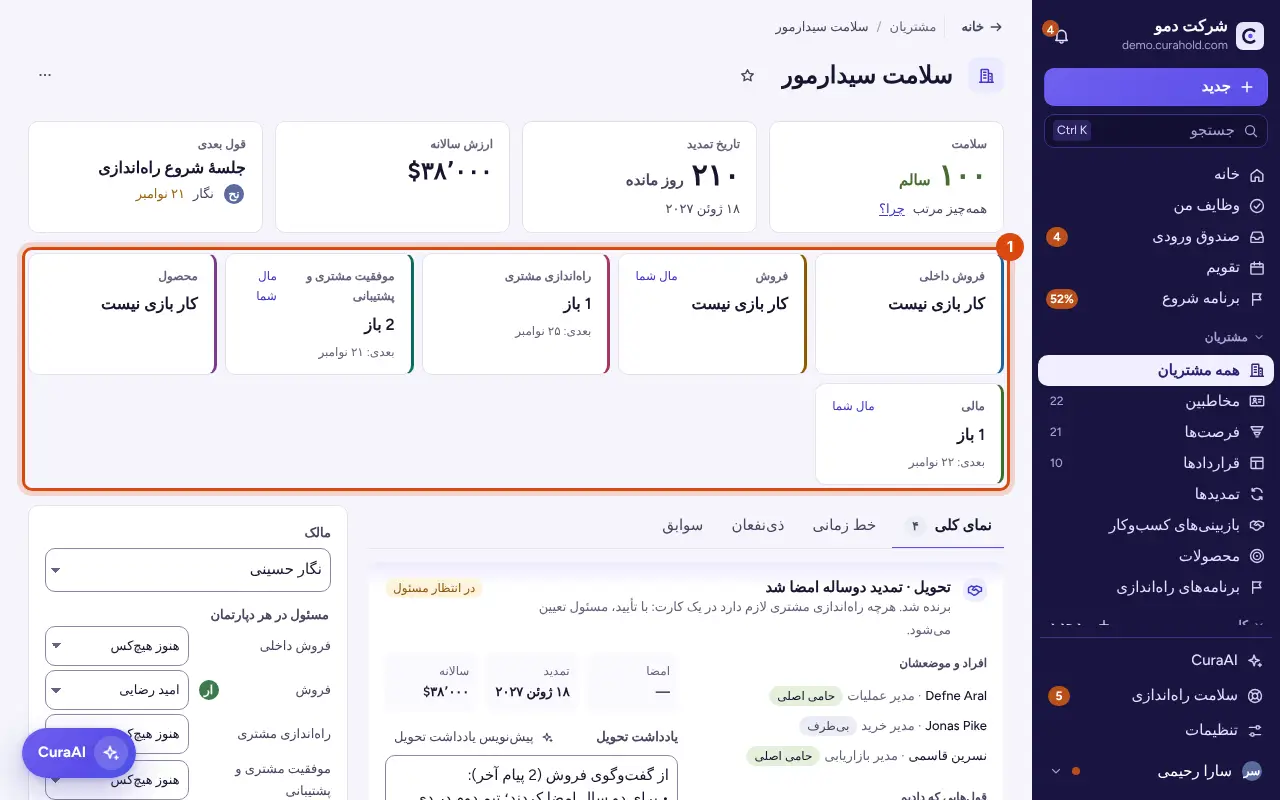 شرکت دمو
demo.curahold.com
4
جدید
جستجو
Ctrl K
خانه
وظایف من
صندوق ورودی
4
تقویم
برنامه شروع
52%
مشتریان
همه مشتریان
مخاطبین
22
فرصت‌ها
21
قراردادها
10
تمدیدها
بازبینی‌های کسب‌وکار
محصولات
برنامه‌های راه‌اندازی
CuraAI
سلامت راه‌اندازی
5
تنظیمات
سر
سارا رحیمی
خانه
مشتریان / سلامت سیدارمور
سلامت سیدارمور
...
سلامت
۱۰۰ سالم
همه‌چیز مرتب چرا؟
تاریخ تمدید
۲۱۰ روز مانده
۱۸ ژوئن ۲۰۲۷
ارزش سالانه
$۳۸٬۰۰۰
قول بعدی
جلسهٔ شروع راه‌اندازی
نح
نگار ۲۱ نوامبر
1
فروش داخلی
کار بازی نیست
فروش
مال شما
کار بازی نیست
راه‌اندازی مشتری
1 باز
بعدی: ۲۵ نوامبر
موفقیت مشتری و پشتیبانی
مال شما
2 باز
بعدی: ۲۱ نوامبر
محصول
کار بازی نیست
مالی
مال شما
1 باز
بعدی: ۲۲ نوامبر
نمای کلی ۴
خط زمانی
ذی‌نفعان
سوابق
تحویل · تمدید دوساله امضا شد
در انتظار مسئول
برنده شد. هرچه راه‌اندازی مشتری لازم دارد در یک کارت: با تأیید، مسئول تعیین
می‌شود.
افراد و موضعشان
Defne Aral · مدیر عملیات حامی اصلی
Jonas Pike · مدیر خرید بی‌طرف
نسرین قاسمی · مدیر بازاریابی حامی اصلی
قول‌هایی که دادیم
امضا
—
تمدید
۱۸ ژوئن ۲۰۲۷
سالانه
$۳۸٬۰۰۰
یادداشت تحویل
پیش‌نویس یادداشت تحویل
از گفت‌وگوی فروش (2 پیام آخر):
مالک
نگار حسینی
مسئول در هر دپارتمان
فروش داخلی
هنوز هیچ‌کس
فروش
ار
امید رضایی
راه‌اندازی مشتری
موفقیت مشتری و
پشتیبانی
هنوز هیچ‌کس
CuraAI